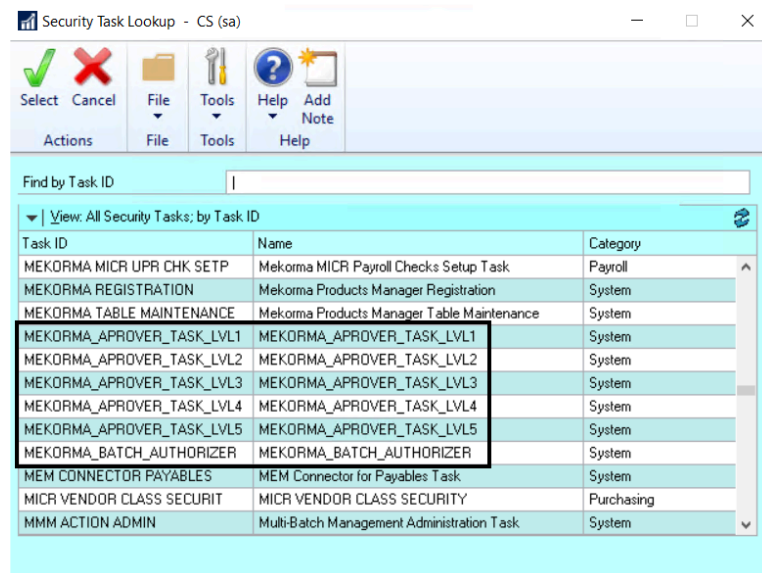 Security Task Lookup - CS (sa)
Select Cancel File Tools Help Add Note
Actions File Tools Help
Find by Task ID
View: All Security Tasks; by Task ID
Task ID Name Category
MEKORMA MICR UPR CHK SETP Mekorma MICR Payroll Checks Setup Task Payroll
MEKORMA REGISTRATION Mekorma Products Manager Registration System
MEKORMA TABLE MAINTENANCE Mekorma Products Manager Table Maintenance System
MEKORMA_APROVER_TASK_LVL1 MEKORMA_APROVER_TASK_LVL1 System
MEKORMA_APROVER_TASK_LVL2 MEKORMA_APROVER_TASK_LVL2 System
MEKORMA_APROVER_TASK_LVL3 MEKORMA_APROVER_TASK_LVL3 System
MEKORMA_APROVER_TASK_LVL4 MEKORMA_APROVER_TASK_LVL4 System
MEKORMA_APROVER_TASK_LVL5 MEKORMA_APROVER_TASK_LVL5 System
MEKORMA_BATCH_AUTHORIZER MEKORMA_BATCH_AUTHORIZER System
MEM CONNECTOR PAYABLES MEM Connector for Payables Task System
MICR VENDOR CLASS SECURIT MICR VENDOR CLASS SECURITY Purchasing
MMM ACTION ADMIN Multi-Batch Management Administration Task System